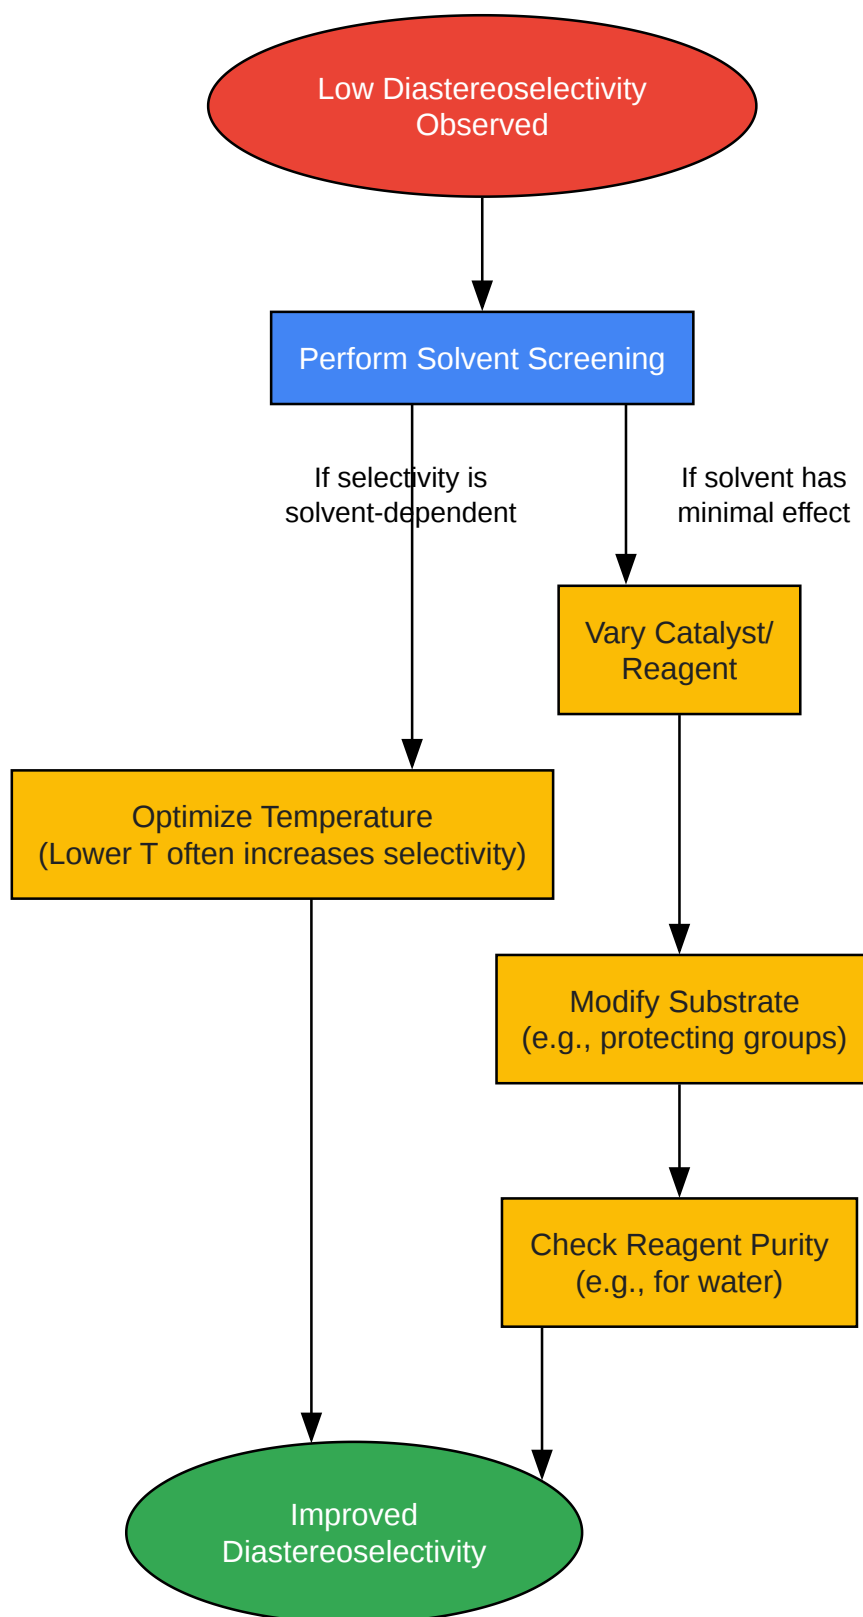 Low Diastereoselectivity
Observed
Perform Solvent Screening
If selectivity is
solvent-dependent
If solvent has
minimal effect
Vary Catalyst/
Reagent
Optimize Temperature
(Lower T often increases selectivity)
Modify Substrate
(e.g., protecting groups)
Check Reagent Purity
(e.g., for water)
Improved
Diastereoselectivity